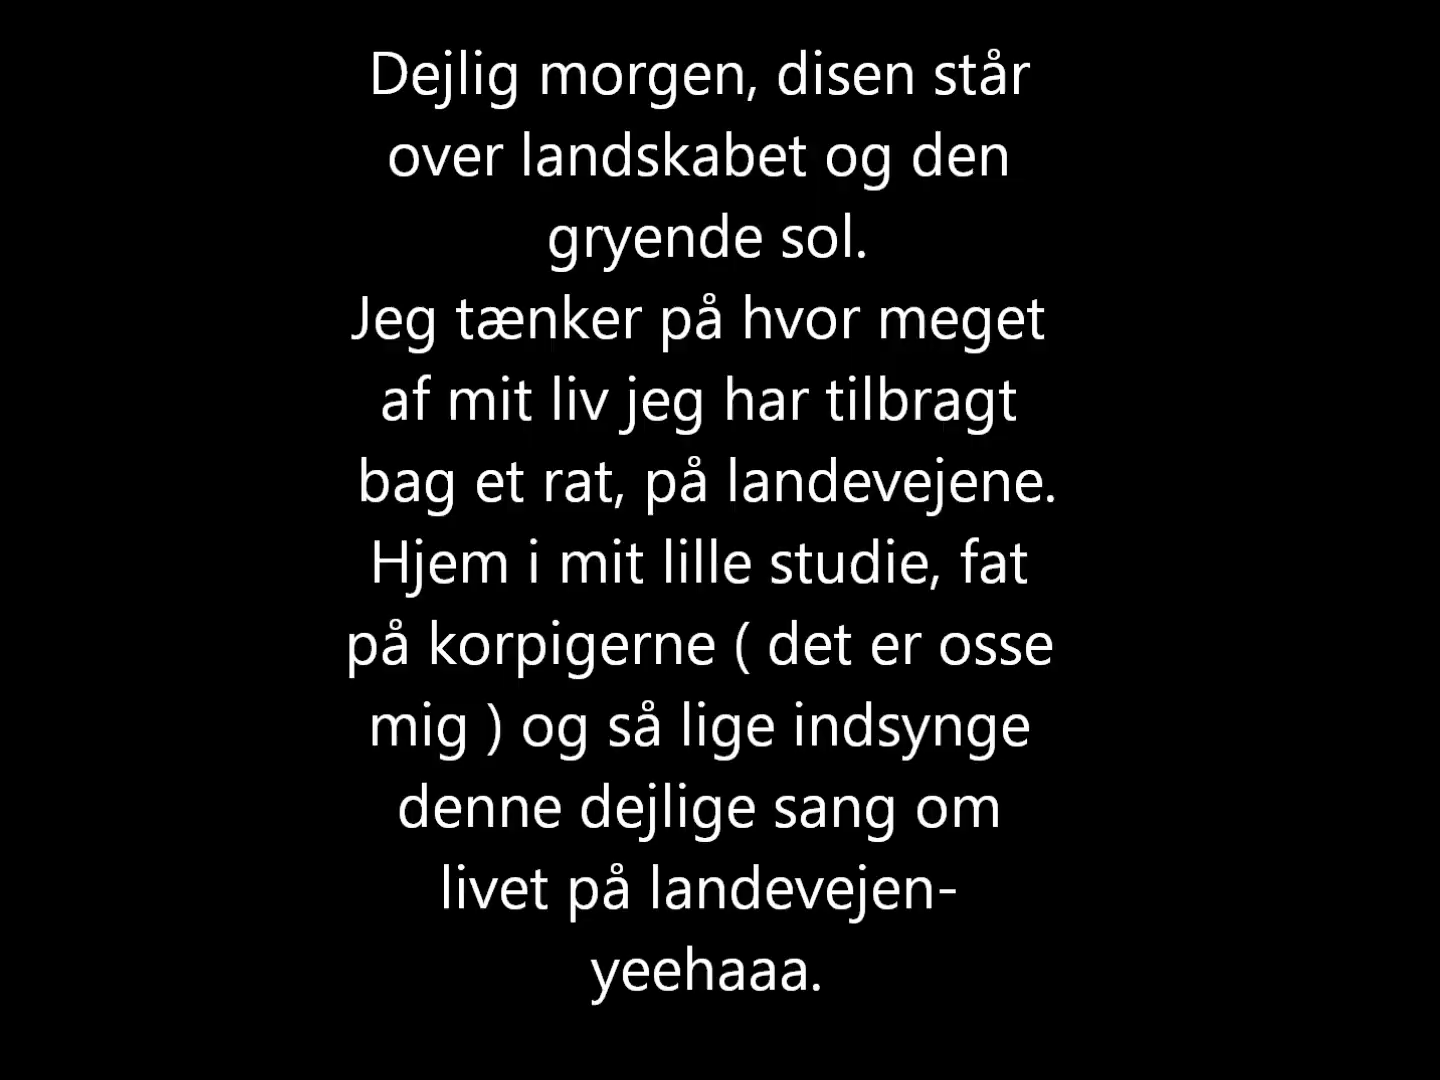 Dejlig morgen, disen står
over landskabet og den
gryende sol.
Jeg tænker på hvor meget
af mit liv jeg har tilbragt
bag et rat, på landevejene.
Hjem i mit lille studie, fat
på korpigerne ( det er osse
mig ) og så lige indsynge
denne dejlige sang om
livet på landevejen-
yeehaaa.